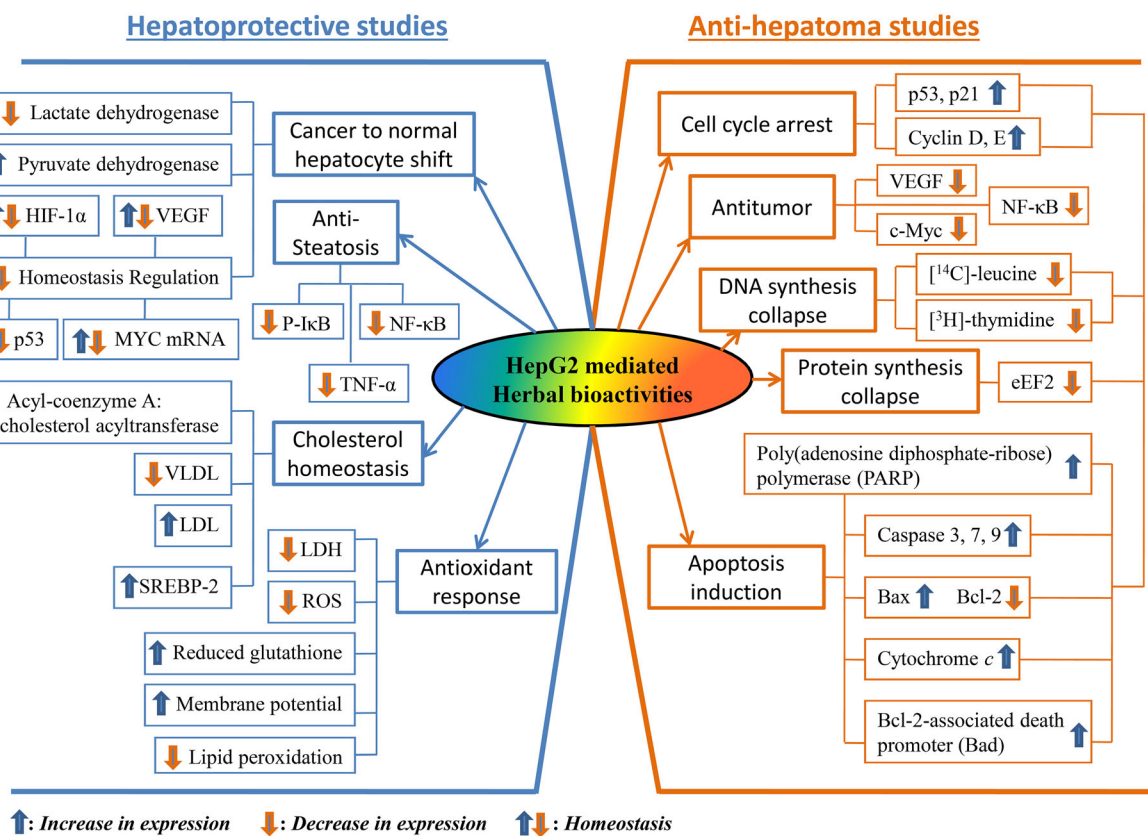 Hepatoprotective studies
Anti-hepatoma studies
Lactate dehydrogenase
Pyruvate dehydrogenase
HIF-1α
VEGF
Homeostasis Regulation
p53
MYC mRNA
Cancer to normal
hepatocyte shift
Anti-
Steatosis
P-IκB
NF-κB
TNF-α
Acyl-coenzyme A:
cholesterol acyltransferase
VLDL
LDL
SREBP-2
Cholesterol
homeostasis
LDH
ROS
Reduced glutathione
Membrane potential
Lipid peroxidation
Antioxidant
response
HepG2 mediated
Herbal bioactivities
Cell cycle arrest
p53, p21
Cyclin D, E
Antitumor
VEGF
NF-κB
c-Myc
DNA synthesis
collapse
[¹⁴C]-leucine
[³H]-thymidine
Protein synthesis
collapse
eEF2
Apoptosis
induction
Poly(adenosine diphosphate-ribose)
polymerase (PARP)
Caspase 3, 7, 9
Bax Bcl-2
Cytochrome c
Bcl-2-associated death
promoter (Bad)
: Increase in expression : Decrease in expression : Homeostasis